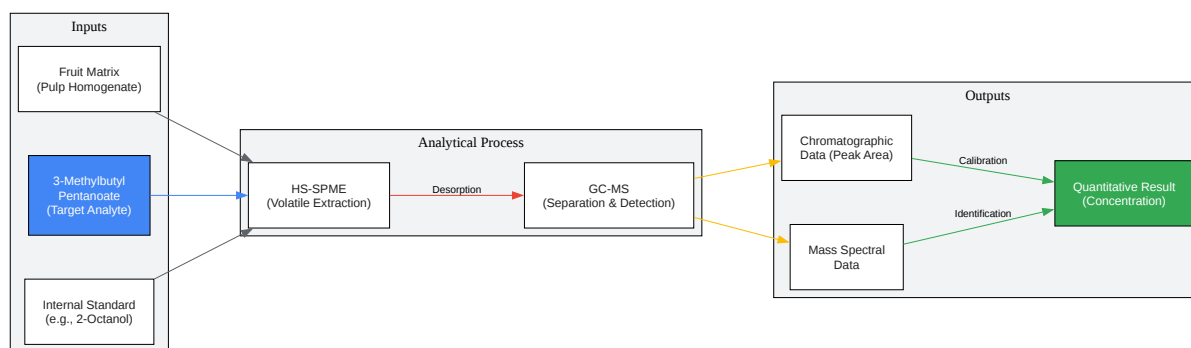 Inputs
Fruit Matrix
(Pulp Homogenate)
3-Methylbutyl
Pentanoate
(Target Analyte)
Internal Standard
(e.g., 2-Octanol)
Analytical Process
HS-SPME
(Volatile Extraction)
Desorption
GC-MS
(Separation & Detection)
Outputs
Chromatographic
Data (Peak Area)
Mass Spectral
Data
Calibration
Identification
Quantitative Result
(Concentration)